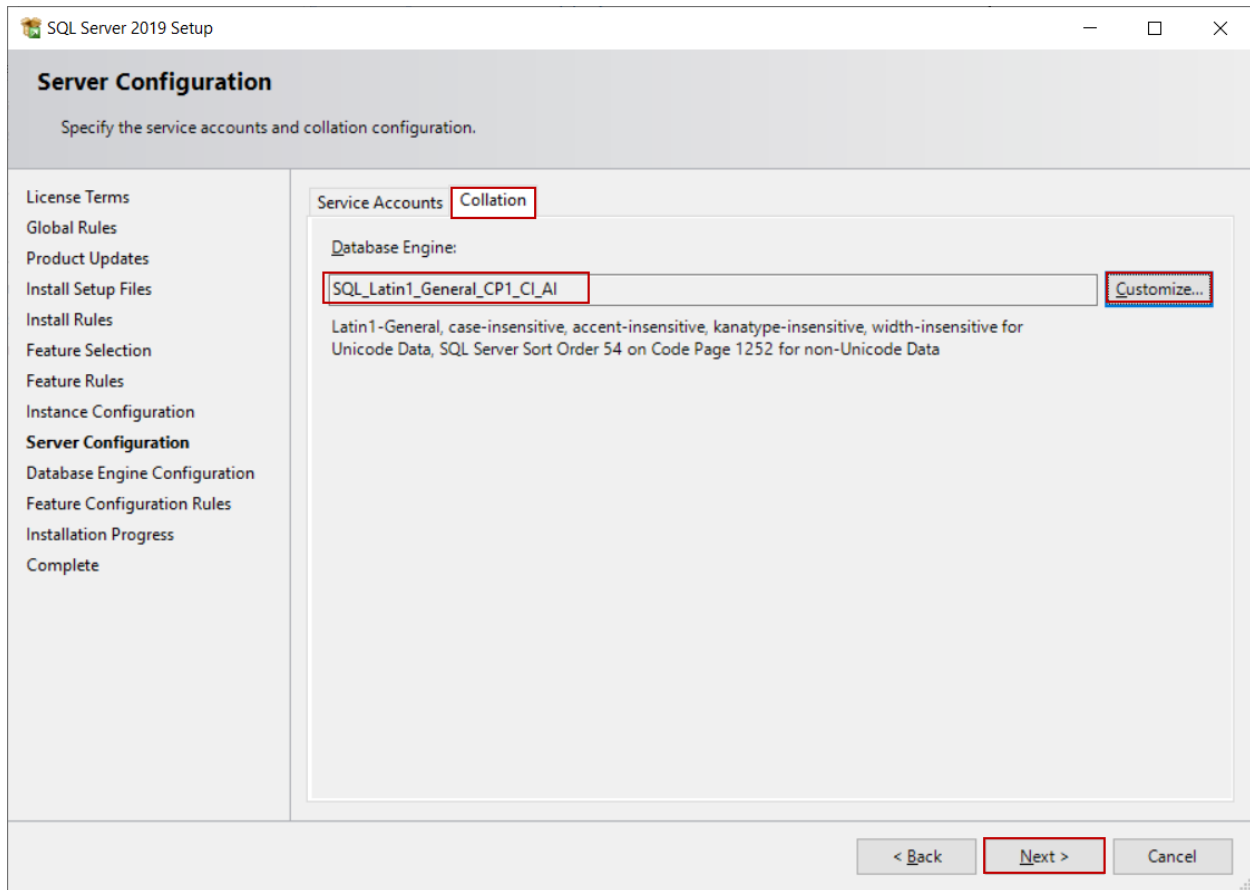 SQL Server 2019 Setup
Server Configuration
Specify the service accounts and collation configuration.
License Terms
Global Rules
Product Updates
Install Setup Files
Install Rules
Feature Selection
Feature Rules
Instance Configuration
Server Configuration
Database Engine Configuration
Feature Configuration Rules
Installation Progress
Complete
Service Accounts
Collation
Database Engine:
SQL_Latin1_General_CP1_CI_AI
Customize...
Latin1-General, case-insensitive, accent-insensitive, kanatype-insensitive, width-insensitive for
Unicode Data, SQL Server Sort Order 54 on Code Page 1252 for non-Unicode Data
< Back
Next >
Cancel